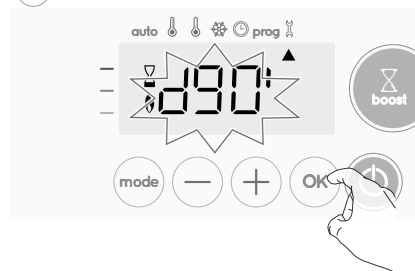 auto prog
d90'
boost
mode — + OK